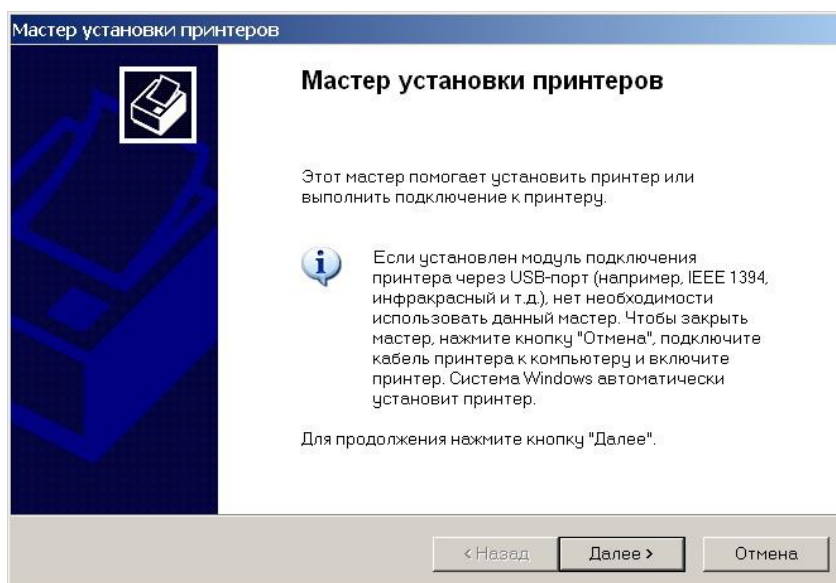 Мастер установки принтеров
Мастер установки принтеров
Этот мастер помогает установить принтер или
выполнить подключение к принтеру.
Если установлен модуль подключения
принтера через USB-порт (например, IEEE 1394,
инфракрасный и т.д.), нет необходимости
использовать данный мастер. Чтобы закрыть
мастер, нажмите кнопку "Отмена", подключите
кабель принтера к компьютеру и включите
принтер. Система Windows автоматически
установит принтер.
Для продолжения нажмите кнопку "Далее".
< Назад Далее > Отмена